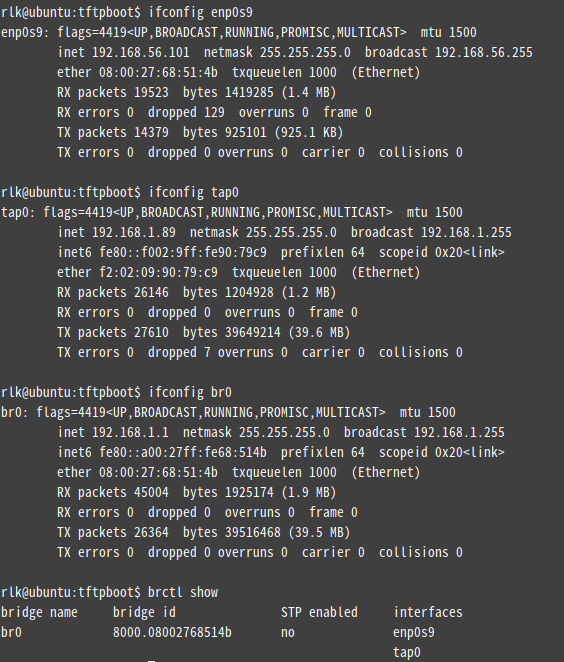 rlk@ubuntu:tftpboot$ ifconfig enp0s9
enp0s9: flags=4419<UP,BROADCAST,RUNNING,PROMISC,MULTICAST>  mtu 1500
        inet 192.168.56.101  netmask 255.255.255.0  broadcast 192.168.56.255
        ether 08:00:27:68:51:4b  txqueuelen 1000  (Ethernet)
        RX packets 19523  bytes 1419285 (1.4 MB)
        RX errors 0  dropped 129  overruns 0  frame 0
        TX packets 14379  bytes 925101 (925.1 KB)
        TX errors 0  dropped 0 overruns 0  carrier 0  collisions 0
rlk@ubuntu:tftpboot$ ifconfig tap0
tap0: flags=4419<UP,BROADCAST,RUNNING,PROMISC,MULTICAST>  mtu 1500
        inet 192.168.1.89  netmask 255.255.255.0  broadcast 192.168.1.255
        inet6 fe80::f002:9ff:fe90:79c9  prefixlen 64  scopeid 0x20<link>
        ether f2:02:09:90:79:c9  txqueuelen 1000  (Ethernet)
        RX packets 26146  bytes 1204928 (1.2 MB)
        RX errors 0  dropped 0  overruns 0  frame 0
        TX packets 27610  bytes 39649214 (39.6 MB)
        TX errors 0  dropped 7 overruns 0  carrier 0  collisions 0
rlk@ubuntu:tftpboot$ ifconfig br0
br0: flags=4419<UP,BROADCAST,RUNNING,PROMISC,MULTICAST>  mtu 1500
        inet 192.168.1.1  netmask 255.255.255.0  broadcast 192.168.1.255
        inet6 fe80::a00:27ff:fe68:514b  prefixlen 64  scopeid 0x20<link>
        ether 08:00:27:68:51:4b  txqueuelen 1000  (Ethernet)
        RX packets 45004  bytes 1925174 (1.9 MB)
        RX errors 0  dropped 0  overruns 0  frame 0
        TX packets 26364  bytes 39516468 (39.5 MB)
        TX errors 0  dropped 0 overruns 0  carrier 0  collisions 0
rlk@ubuntu:tftpboot$ brctl show
bridge name     bridge id               STP enabled     interfaces
br0             8000.08002768514b       no              enp0s9
                                                        tap0